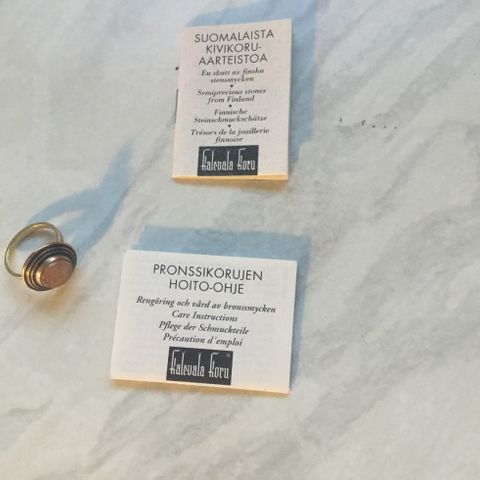 SUOMALAISTA
KIVIKORU-
AARTEISTOA
En skatt av finska
stensmycken
•
Semiprecious stones
from Finland
•
Finnische
Steinschmuckschätze
•
Trésors de la joaillerie
finnoise
Kalevala Koru
PRONSSIKORUJEN
HOITO-OHJE
Rengöring och vård av bronssmycken
Care Instructions
Pflege der Schmuckteile
Précaution d´emploi
Kalevala Koru®